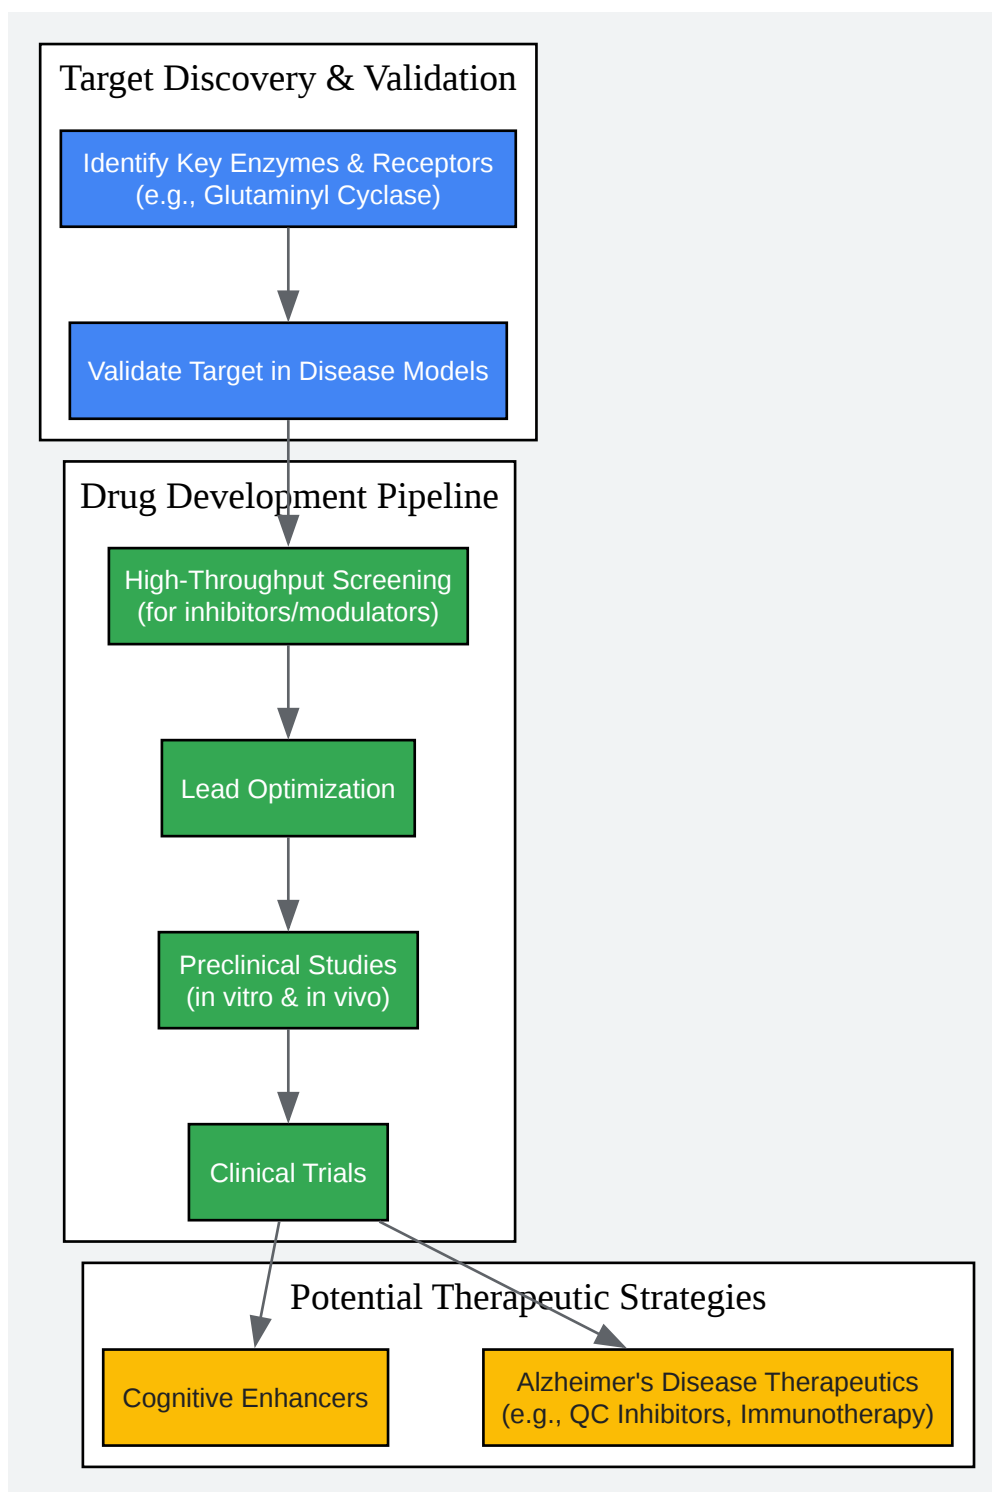 Target Discovery & Validation
Identify Key Enzymes & Receptors
(e.g., Glutaminyl Cyclase)
Validate Target in Disease Models
Drug Development Pipeline
High-Throughput Screening
(for inhibitors/modulators)
Lead Optimization
Preclinical Studies
(in vitro & in vivo)
Clinical Trials
Potential Therapeutic Strategies
Cognitive Enhancers
Alzheimer's Disease Therapeutics
(e.g., QC Inhibitors, Immunotherapy)